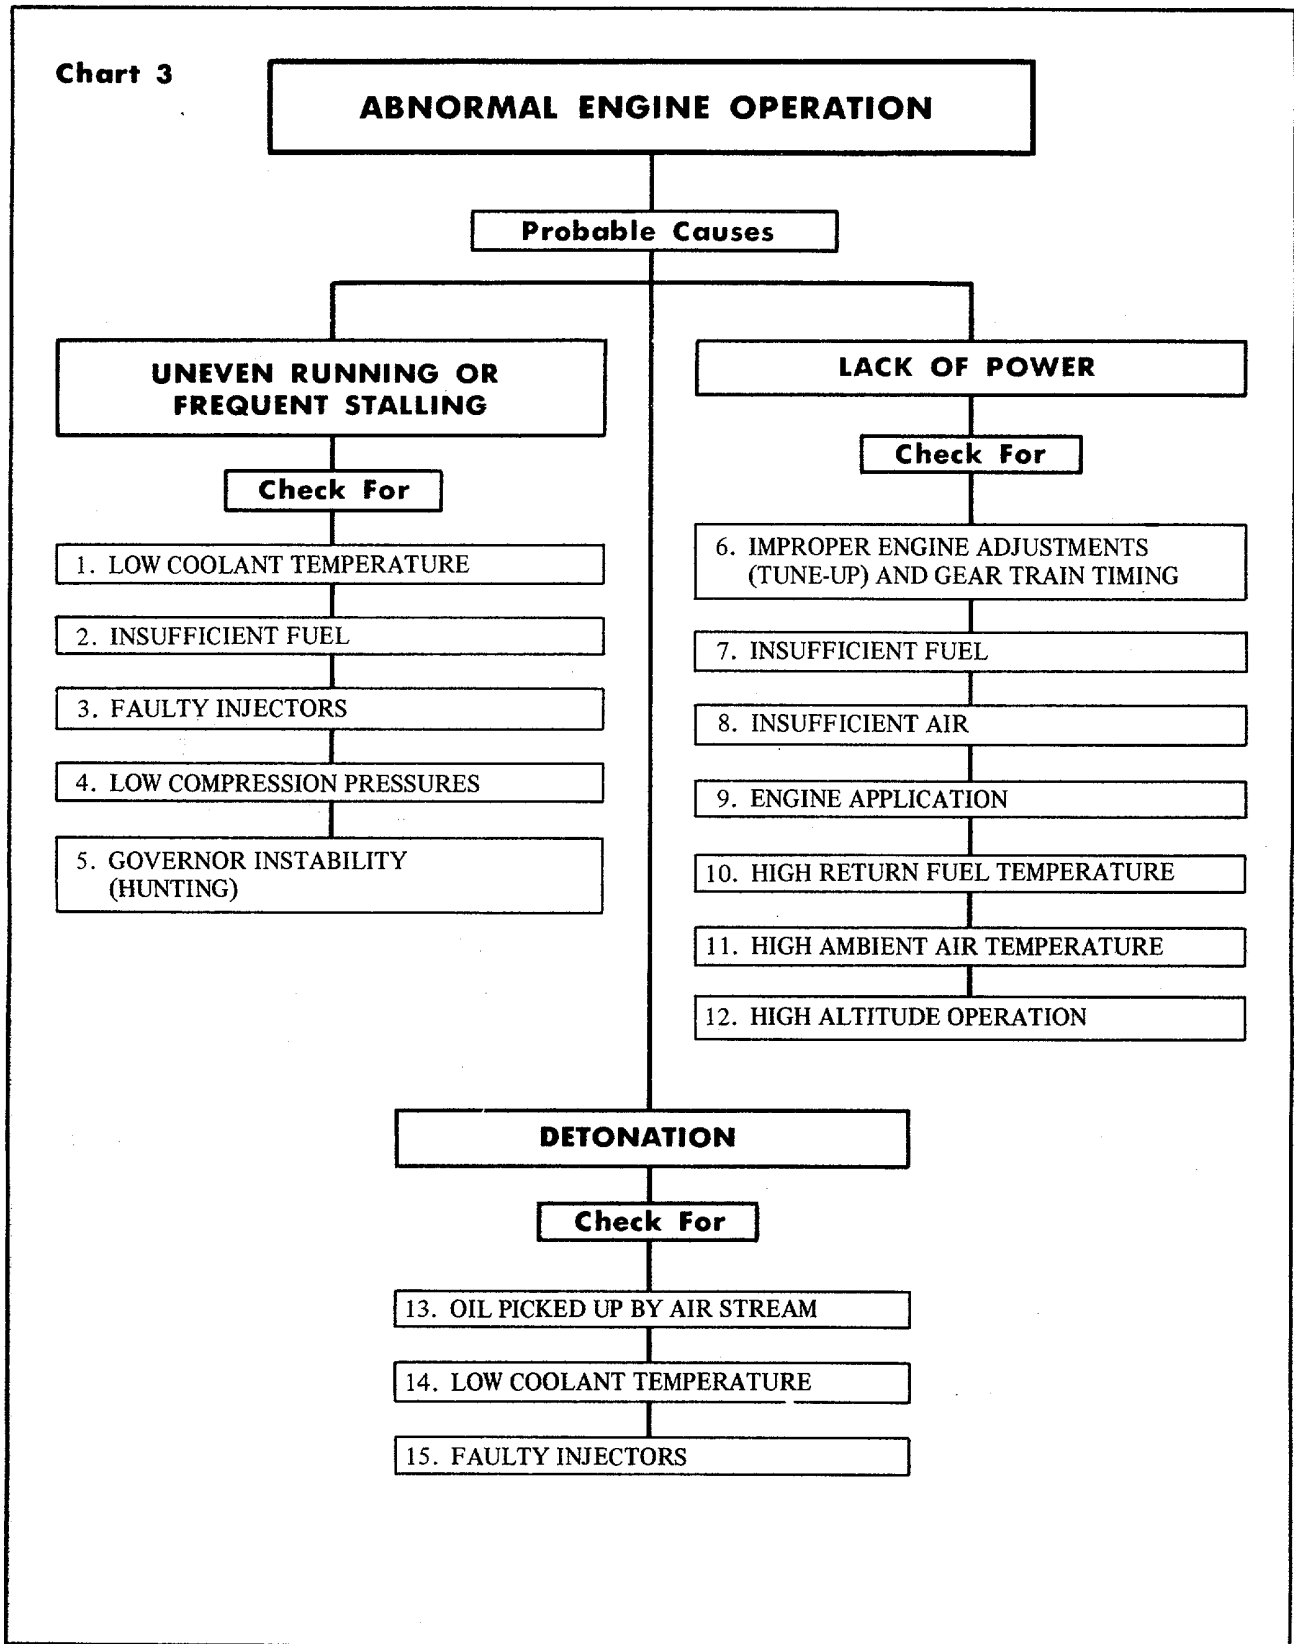 Chart 3
ABNORMAL ENGINE OPERATION
Probable Causes
UNEVEN RUNNING OR
FREQUENT STALLING
Check For
1. LOW COOLANT TEMPERATURE
2. INSUFFICIENT FUEL
3. FAULTY INJECTORS
4. LOW COMPRESSION PRESSURES
5. GOVERNOR INSTABILITY
(HUNTING)
LACK OF POWER
Check For
6. IMPROPER ENGINE ADJUSTMENTS
(TUNE-UP) AND GEAR TRAIN TIMING
7. INSUFFICIENT FUEL
8. INSUFFICIENT AIR
9. ENGINE APPLICATION
10. HIGH RETURN FUEL TEMPERATURE
11. HIGH AMBIENT AIR TEMPERATURE
12. HIGH ALTITUDE OPERATION
DETONATION
Check For
13. OIL PICKED UP BY AIR STREAM
14. LOW COOLANT TEMPERATURE
15. FAULTY INJECTORS